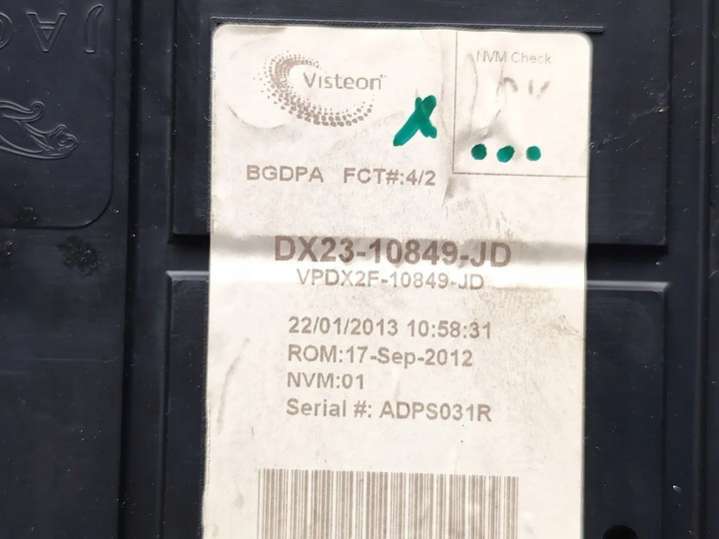 JAG
Visteon
NVM Check
BGDPA FCT#:4/2
DX23-10849-JD
VPDX2F-10849-JD
22/01/2013 10:58:31
ROM:17-Sep-2012
NVM:01
Serial #: ADPS031R